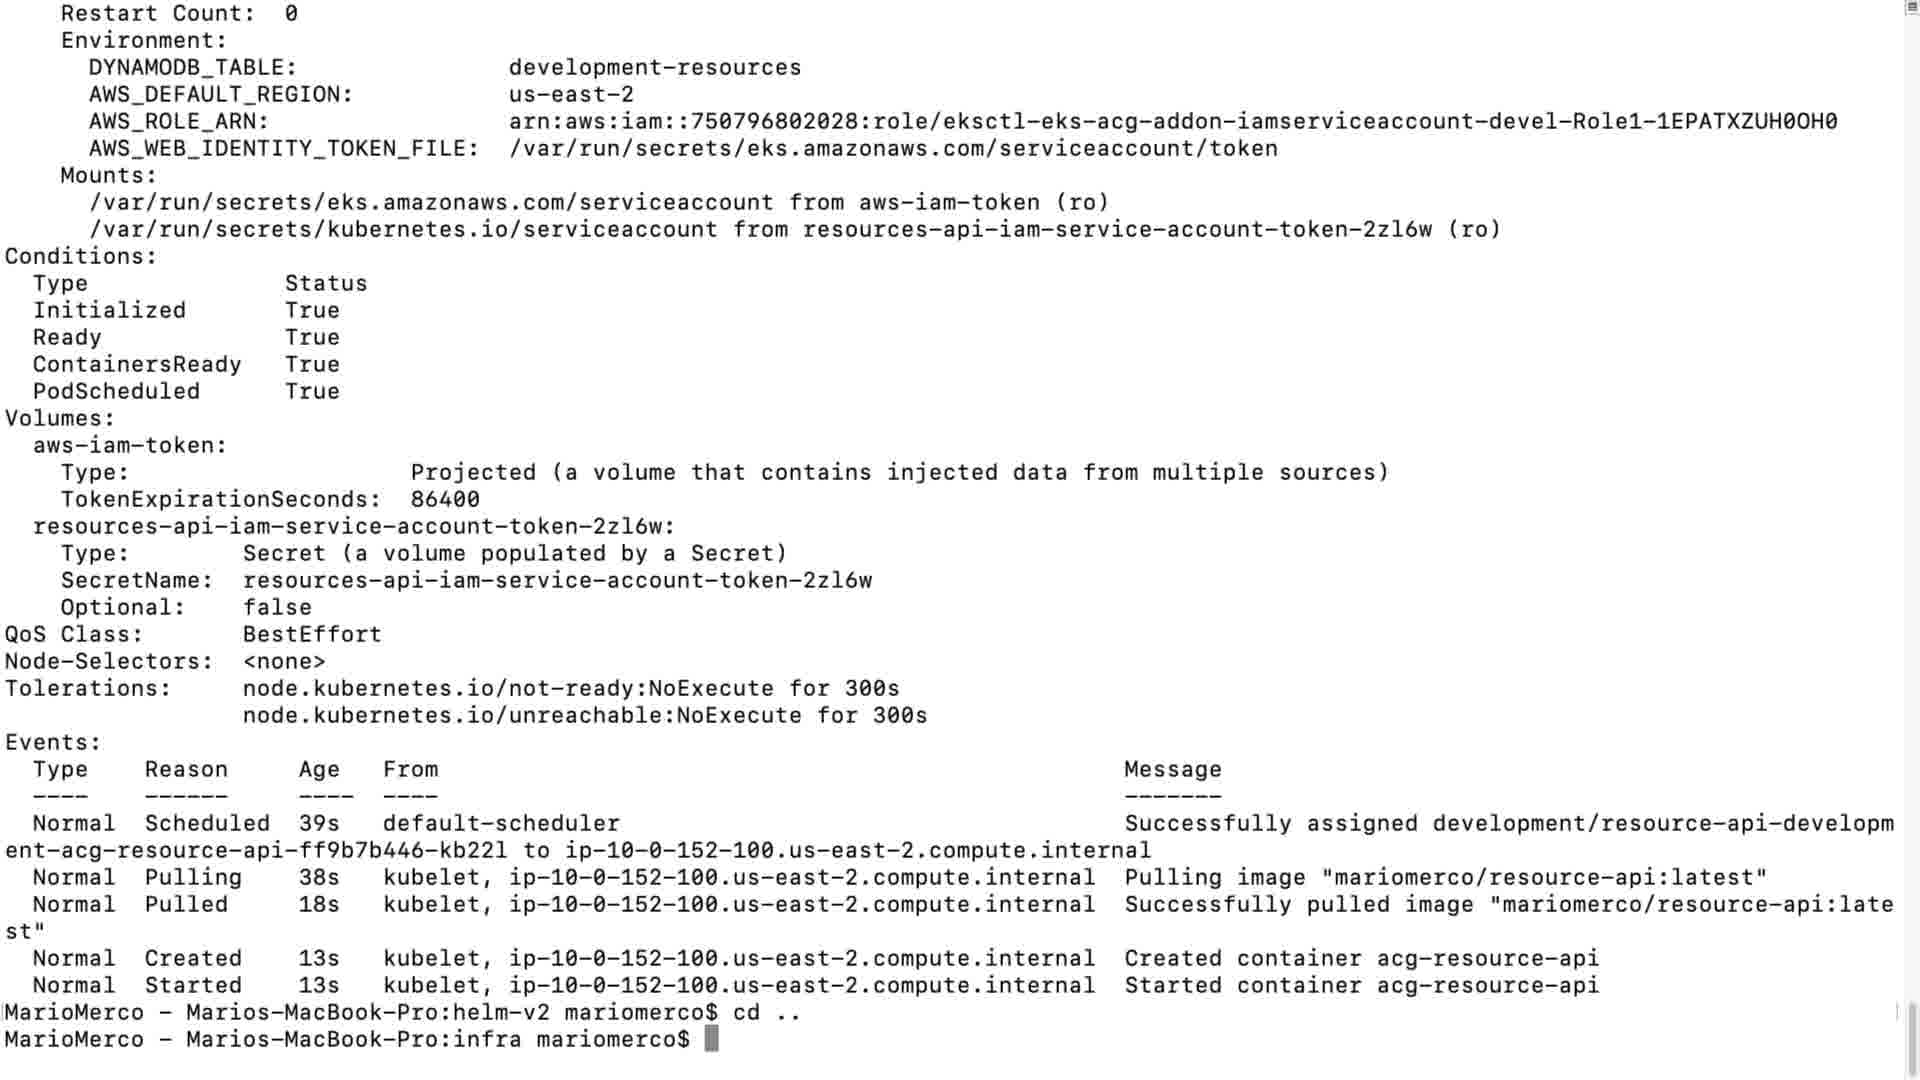 Restart Count:  0
Environment:
DYNAMODB_TABLE:               development-resources
AWS_DEFAULT_REGION:           us-east-2
AWS_ROLE_ARN:                 arn:aws:iam::750796802028:role/eksctl-eks-acg-addon-iamserviceaccount-devel-Role1-1EPATXZUH0OH0
AWS_WEB_IDENTITY_TOKEN_FILE:  /var/run/secrets/eks.amazonaws.com/serviceaccount/token
Mounts:
/var/run/secrets/eks.amazonaws.com/serviceaccount from aws-iam-token (ro)
/var/run/secrets/kubernetes.io/serviceaccount from resources-api-iam-service-account-token-2zl6w (ro)
Conditions:
Type              Status
Initialized       True
Ready             True
ContainersReady   True
PodScheduled      True
Volumes:
aws-iam-token:
Type:                    Projected (a volume that contains injected data from multiple sources)
TokenExpirationSeconds:  86400
resources-api-iam-service-account-token-2zl6w:
Type:        Secret (a volume populated by a Secret)
SecretName:  resources-api-iam-service-account-token-2zl6w
Optional:    false
QoS Class:       BestEffort
Node-Selectors:  <none>
Tolerations:     node.kubernetes.io/not-ready:NoExecute for 300s
node.kubernetes.io/unreachable:NoExecute for 300s
Events:
Type    Reason     Age   From                                                 Message
----    ------     ----  ----                                                 -------
Normal  Scheduled  39s   default-scheduler                                    Successfully assigned development/resource-api-developm
ent-acg-resource-api-ff9b7b446-kb22l to ip-10-0-152-100.us-east-2.compute.internal
Normal  Pulling    38s   kubelet, ip-10-0-152-100.us-east-2.compute.internal  Pulling image "mariomerco/resource-api:latest"
Normal  Pulled     18s   kubelet, ip-10-0-152-100.us-east-2.compute.internal  Successfully pulled image "mariomerco/resource-api:late
st"
Normal  Created    13s   kubelet, ip-10-0-152-100.us-east-2.compute.internal  Created container acg-resource-api
Normal  Started    13s   kubelet, ip-10-0-152-100.us-east-2.compute.internal  Started container acg-resource-api
MarioMerco - Marios-MacBook-Pro:helm-v2 mariomerco$ cd ..
MarioMerco - Marios-MacBook-Pro:infra mariomerco$